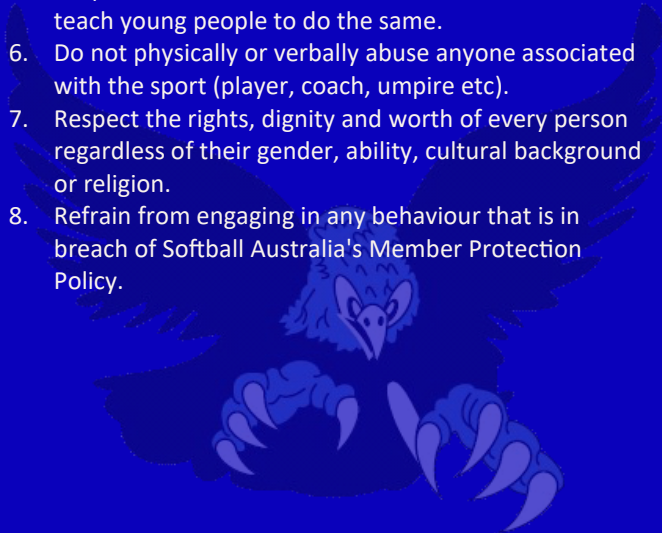 teach young people to do the same.
6. Do not physically or verbally abuse anyone associated
with the sport (player, coach, umpire etc).
7. Respect the rights, dignity and worth of every person
regardless of their gender, ability, cultural background
or religion.
8. Refrain from engaging in any behaviour that is in
breach of Softball Australia's Member Protection
Policy.